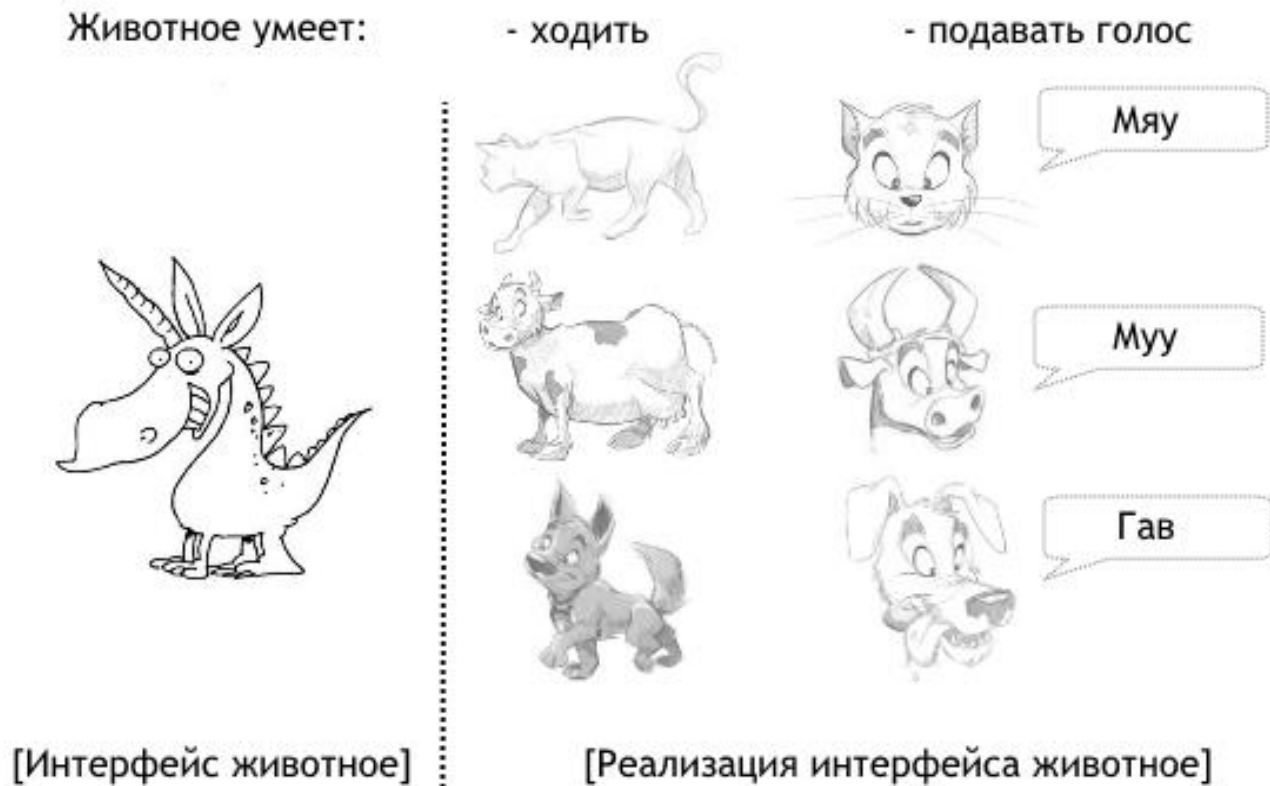 Животное умеет:
- ходить
- подавать голос
Мяу
Муу
Гав
[Интерфейс животное]
[Реализация интерфейса животное]